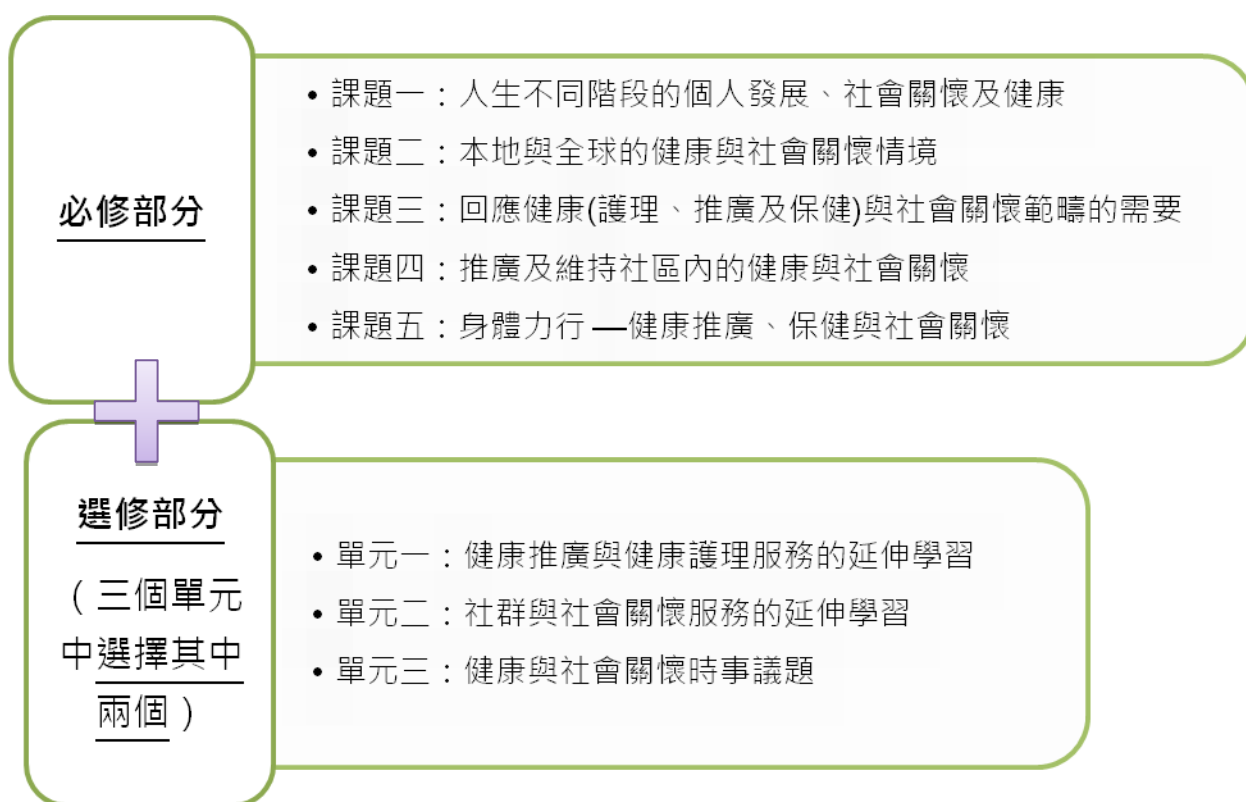 必修部分
• 課題一：人生不同階段的個人發展、社會關懷及健康
• 課題二：本地與全球的健康與社會關懷情境
• 課題三：回應健康(護理、推廣及保健)與社會關懷範疇的需要
• 課題四：推廣及維持社區內的健康與社會關懷
• 課題五：身體力行 —健康推廣、保健與社會關懷
選修部分
（三個單元
中選擇其中
兩個）
• 單元一：健康推廣與健康護理服務的延伸學習
• 單元二：社群與社會關懷服務的延伸學習
• 單元三：健康與社會關懷時事議題